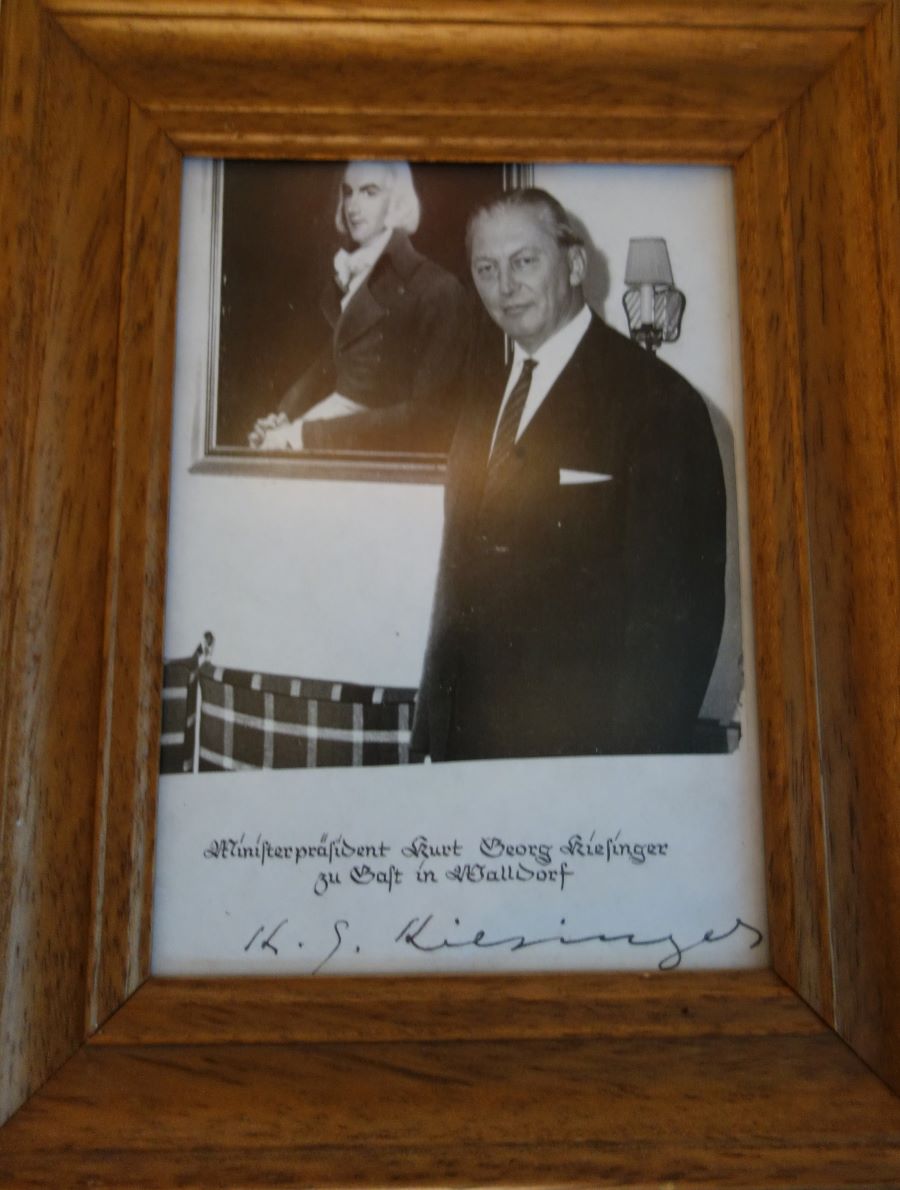 Ministerpräsident Kurt Georg Kiesinger
zu Gast in Walldorf
K. G. Kiesinger